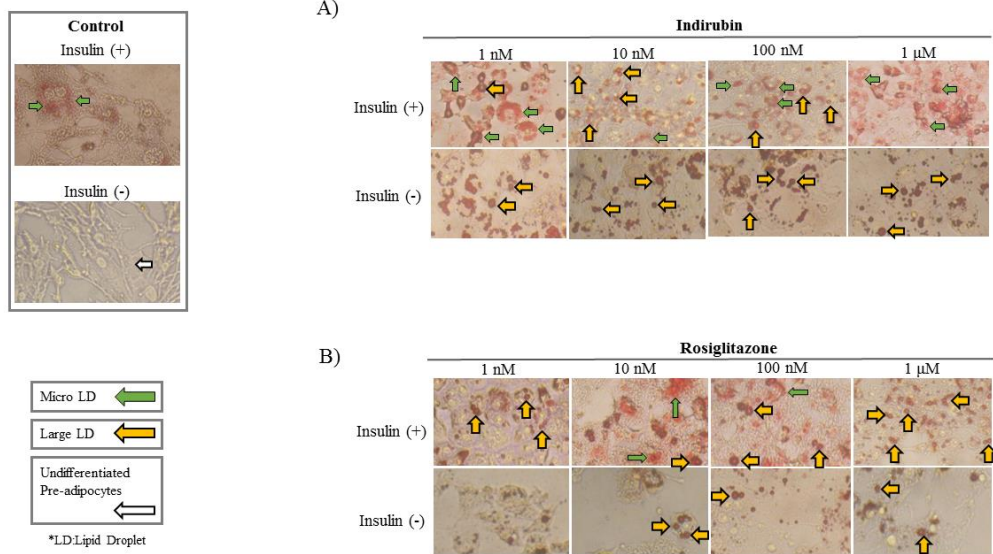 Control
Insulin (+)
Insulin (-)
Micro LD
Large LD
Undifferentiated
Pre-adipocytes
*LD:Lipid Droplet
A)
Indirubin
1 nM 10 nM 100 nM 1 µM
Insulin (+)
Insulin (-)
B)
Rosiglitazone
1 nM 10 nM 100 nM 1 µM
Insulin (+)
Insulin (-)